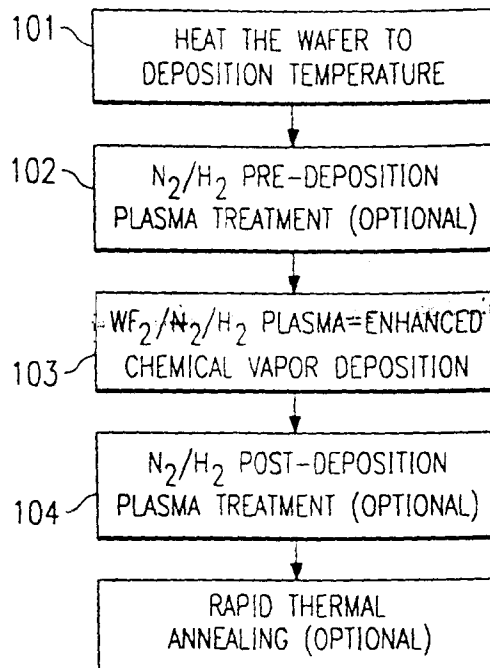 101
HEAT THE WAFER TO
DEPOSITION TEMPERATURE
102
N₂/H₂ PRE-DEPOSITION
PLASMA TREATMENT (OPTIONAL)
103
WF₂/N₂/H₂ PLASMA=ENHANCED
CHEMICAL VAPOR DEPOSITION
104
N₂/H₂ POST-DEPOSITION
PLASMA TREATMENT (OPTIONAL)
RAPID THERMAL
ANNEALING (OPTIONAL)